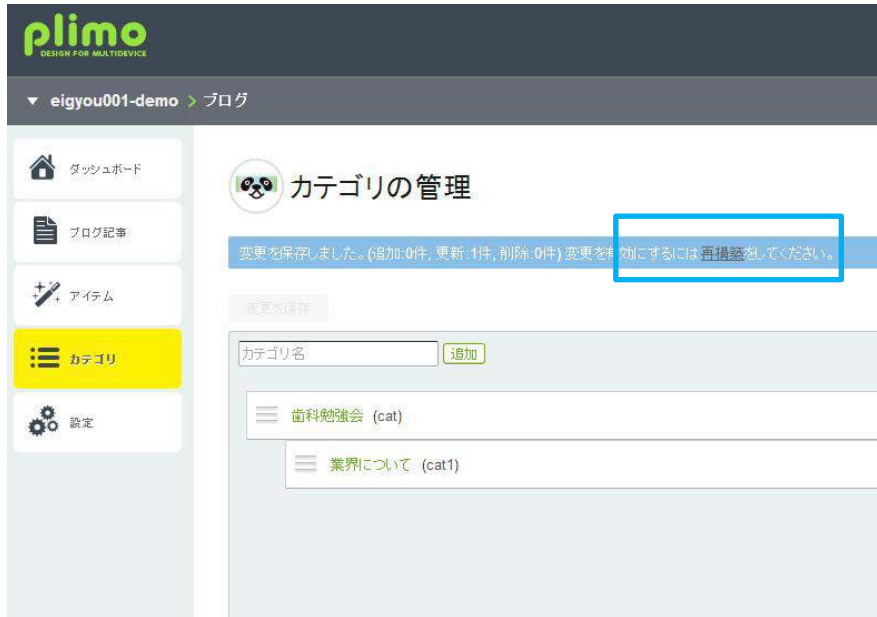 plimo
DESIGN FOR MULTIDEVICE
▼ eigyou001-demo > ブログ
ダッシュボード
ブログ記事
アイテム
カテゴリ
設定
カテゴリの管理
変更を保存しました。(追加:0件, 更新:1件, 削除:0件) 変更を有効にするには再構築をしてください。
変更を保存
カテゴリ名 追加
歯科勉強会 (cat)
業界について (cat1)